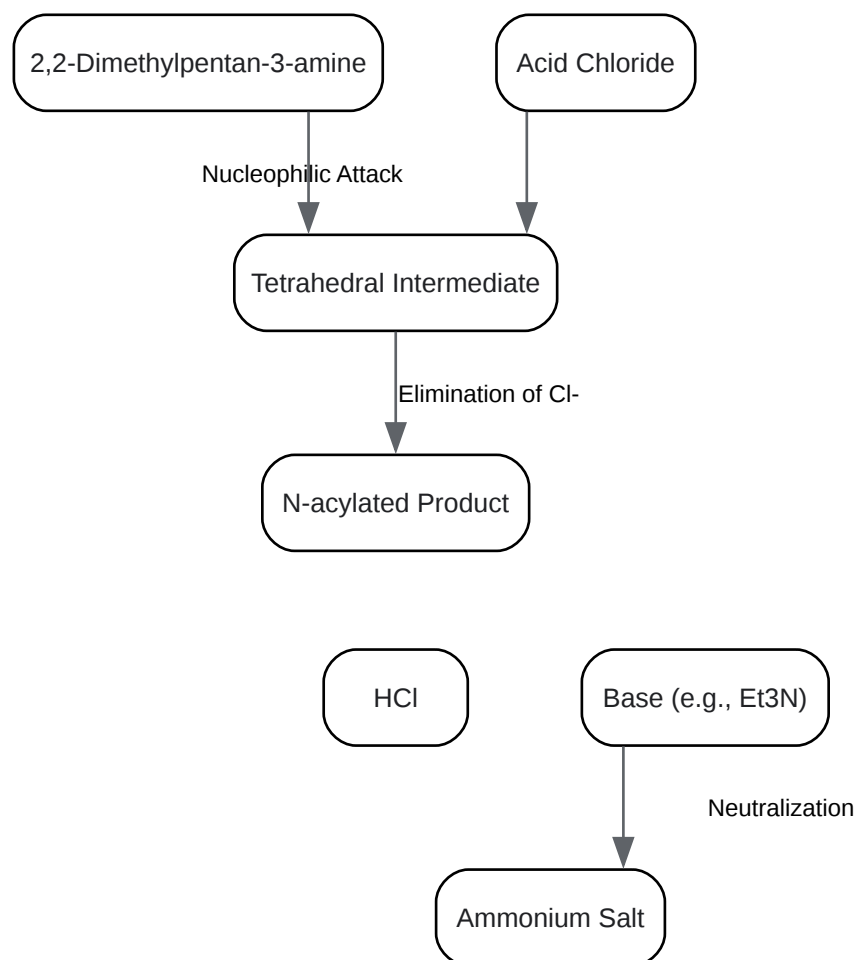 2,2-Dimethylpentan-3-amine
Acid Chloride
Nucleophilic Attack
Tetrahedral Intermediate
Elimination of Cl-
N-acylated Product
HCl
Base (e.g., Et3N)
Neutralization
Ammonium Salt